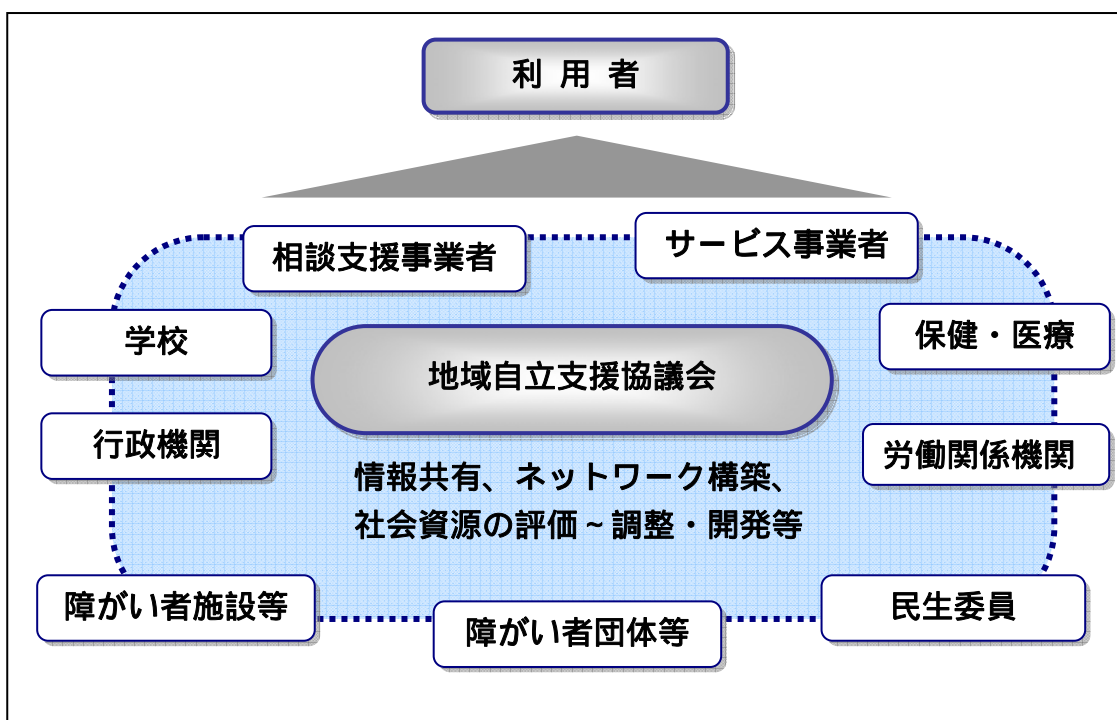 利用者
相談支援事業者
サービス事業者
学校
保健・医療
地域自立支援協議会
行政機関
労働関係機関
情報共有、ネットワーク構築、
社会資源の評価~調整・開発等
障がい者施設等
障がい者団体等
民生委員